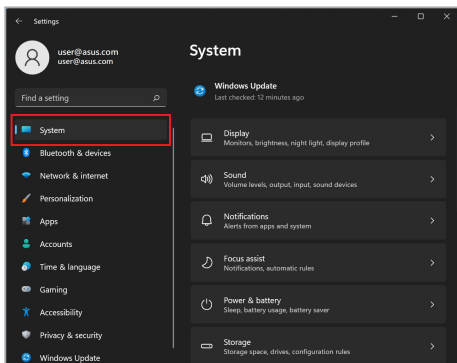 Settings
user@asus.com
user@asus.com
Find a setting
System
Bluetooth & devices
Network & internet
Personalization
Apps
Accounts
Time & language
Gaming
Accessibility
Privacy & security
Windows Update
System
Windows Update
Last checked: 12 minutes ago
Display
Monitors, brightness, night light, display profile
Sound
Volume levels, output, input, sound devices
Notifications
Alerts from apps and system
Focus assist
Notifications, automatic rules
Power & battery
Sleep, battery usage, battery saver
Storage
Storage space, drives, configuration rules